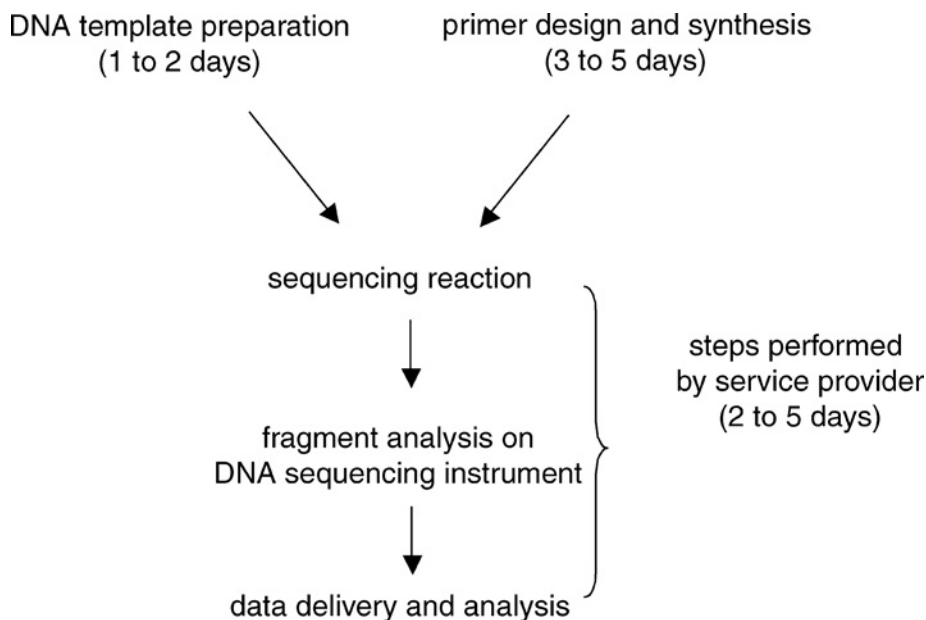 DNA template preparation
(1 to 2 days)
primer design and synthesis
(3 to 5 days)
sequencing reaction
steps performed
by service provider
(2 to 5 days)
fragment analysis on
DNA sequencing instrument
data delivery and analysis